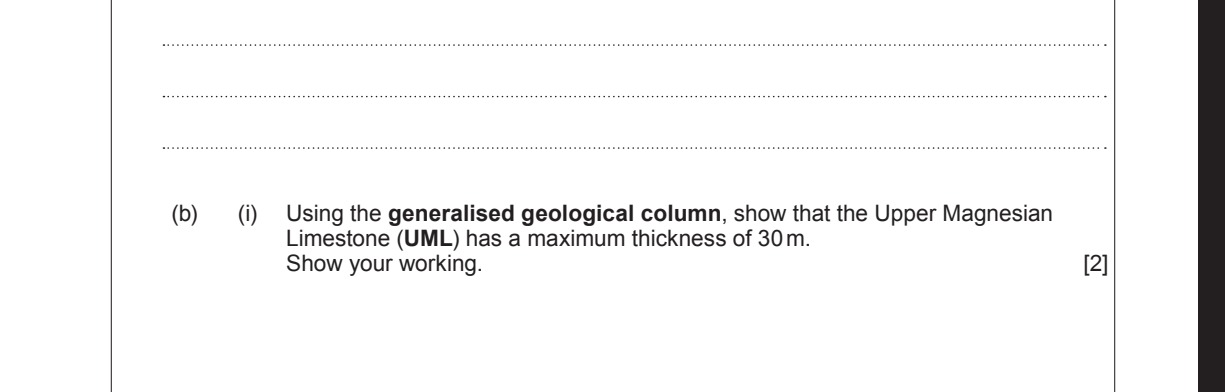 (b) (i) Using the generalised geological column, show that the Upper Magnesian
Limestone (UML) has a maximum thickness of 30 m.
Show your working. [2]